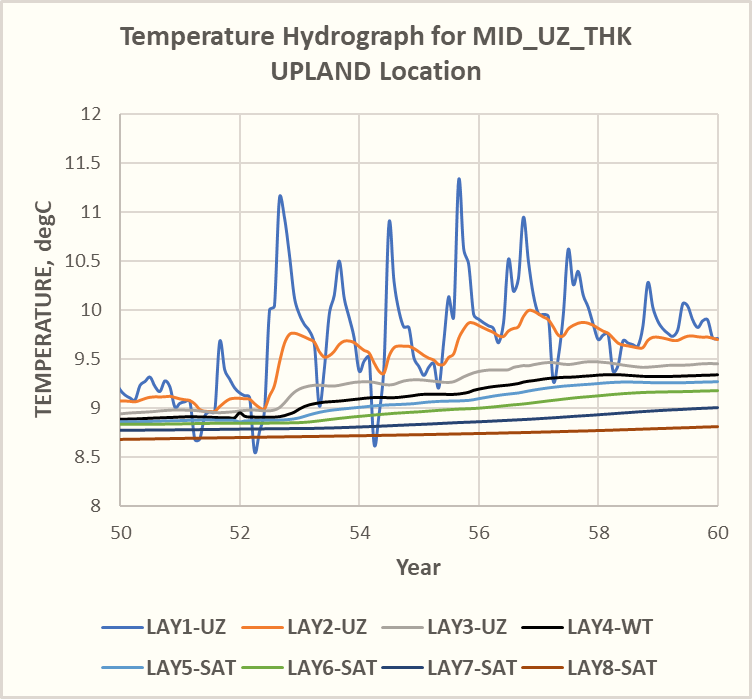 Temperature Hydrograph for MID_UZ_THK
UPLAND Location
12
11.5
11
10.5
10
9.5
9
8.5
8
TEMPERATURE, degC
50 52 54 56 58 60
Year
LAY1-UZ LAY2-UZ LAY3-UZ LAY4-WT
LAY5-SAT LAY6-SAT LAY7-SAT LAY8-SAT